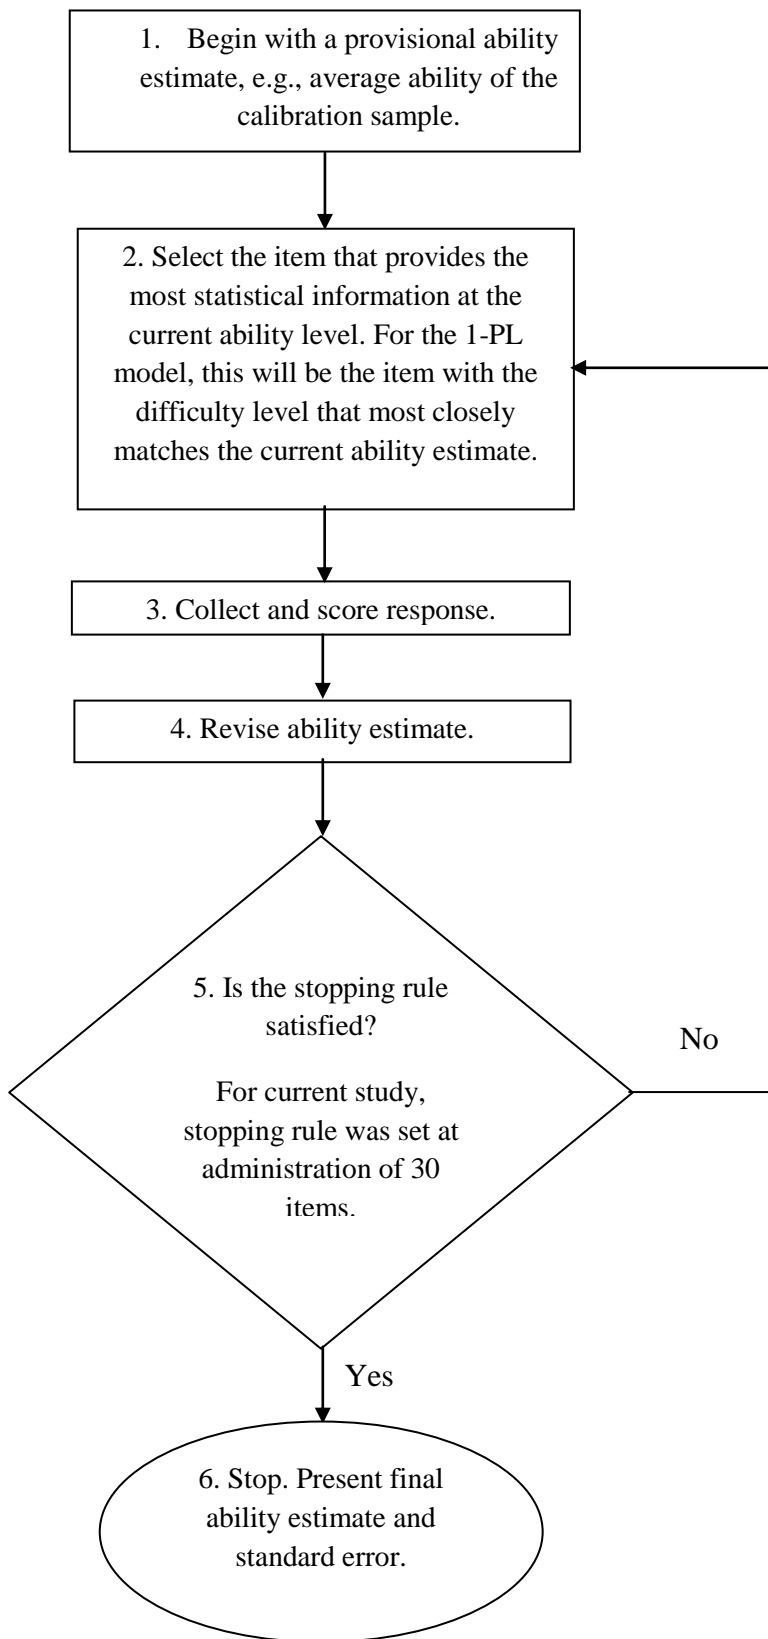 1. Begin with a provisional ability
estimate, e.g., average ability of the
calibration sample.
2. Select the item that provides the
most statistical information at the
current ability level. For the 1-PL
model, this will be the item with the
difficulty level that most closely
matches the current ability estimate.
3. Collect and score response.
4. Revise ability estimate.
5. Is the stopping rule
satisfied?
For current study,
stopping rule was set at
administration of 30
items.
No
Yes
6. Stop. Present final
ability estimate and
standard error.